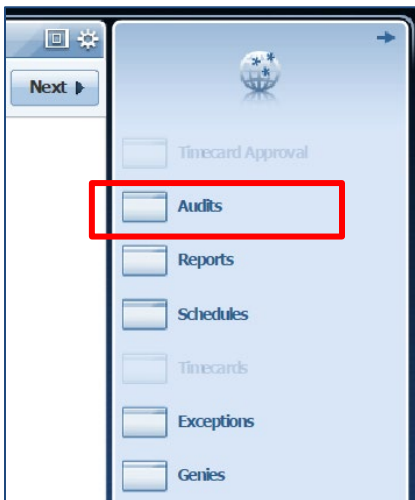 Next
Timecard Approval
Audits
Reports
Schedules
Timecards
Exceptions
Genies